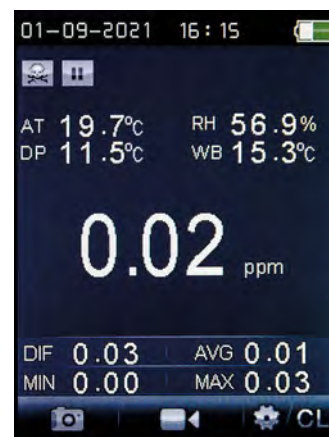 01-09-2021 16:15
AT 19.7°C RH 56.9%
DP 11.5°C WB 15.3°C
0.02 ppm
DIF 0.03 AVG 0.01
MIN 0.00 MAX 0.03
CL